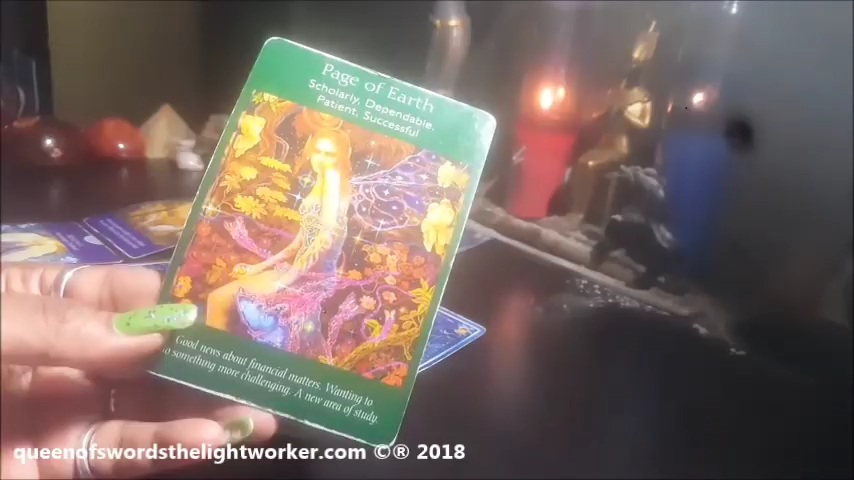 Page of Earth
Scholarly, Dependable,
Patient, Successful
Good news about financial matters. Wanting to
do something more challenging. A new area of study.
queenofswordsthelightworker.com ©® 2018